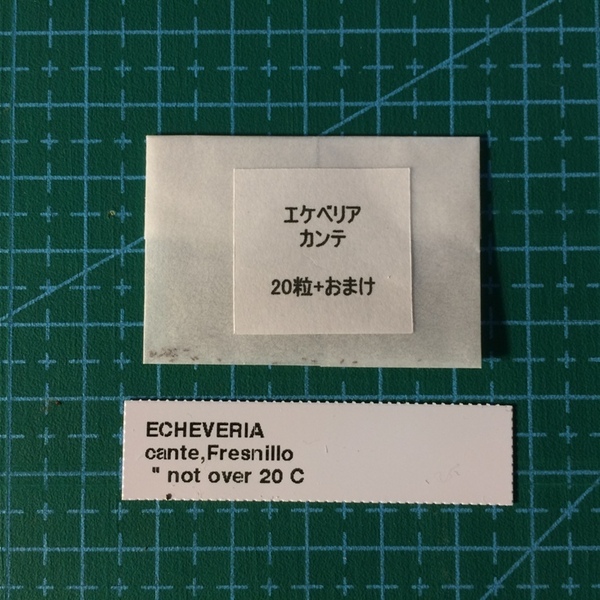 エケベリア
カンテ
20粒+おまけ
ECHEVERIA
cante,Fresnillo
" not over 20 C